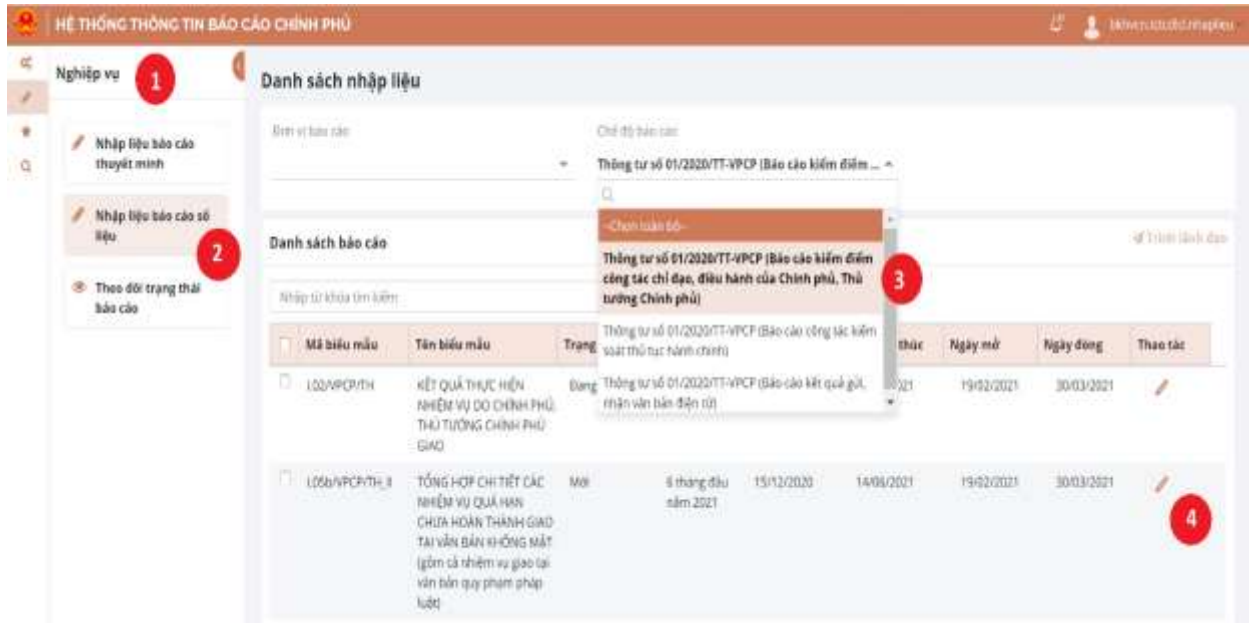 HỆ THỐNG THÔNG TIN BÁO CÁO CHÍNH PHỦ
Nghiệp vụ
1
Nhập liệu báo cáo
thuyết minh
Nhập liệu báo cáo số
liệu
2
Theo dõi trạng thái
báo cáo
Danh sách nhập liệu
Đơn vị báo cáo
Chế độ báo cáo
Thông tư số 01/2020/TT-VPCP (Báo cáo kiểm điểm ...
--Chọn toàn bộ--
Thông tư số 01/2020/TT-VPCP (Báo cáo kiểm điểm
công tác chỉ đạo, điều hành của Chính phủ, Thủ
tướng Chính phủ)
3
Thông tư số 01/2020/TT-VPCP (Báo cáo công tác kiểm
soát thủ tục hành chính)
Thông tư số 01/2020/TT-VPCP (Báo cáo kết quả gửi,
nhận văn bản điện tử)
Danh sách báo cáo
Trình lãnh đạo
Nhập từ khóa tìm kiếm
Mã biểu mẫu Tên biểu mẫu Trạng thúc Ngày mở Ngày đóng Thao tác
I.02/VPCP/TH KẾT QUẢ THỰC HIỆN Đang 021 19/02/2021 30/03/2021
NHIỆM VỤ DO CHÍNH PHỦ,
THỦ TƯỚNG CHÍNH PHỦ
GIAO
I.05b/VPCP/TH_II TỔNG HỢP CHI TIẾT CÁC Mới 6 tháng đầu 15/12/2020 14/06/2021 19/02/2021 30/03/2021
NHIỆM VỤ QUÁ HẠN năm 2021
CHƯA HOÀN THÀNH GIAO
TẠI VĂN BẢN KHÔNG MẬT
(gồm cả nhiệm vụ giao tại
văn bản quy phạm pháp
luật)
4